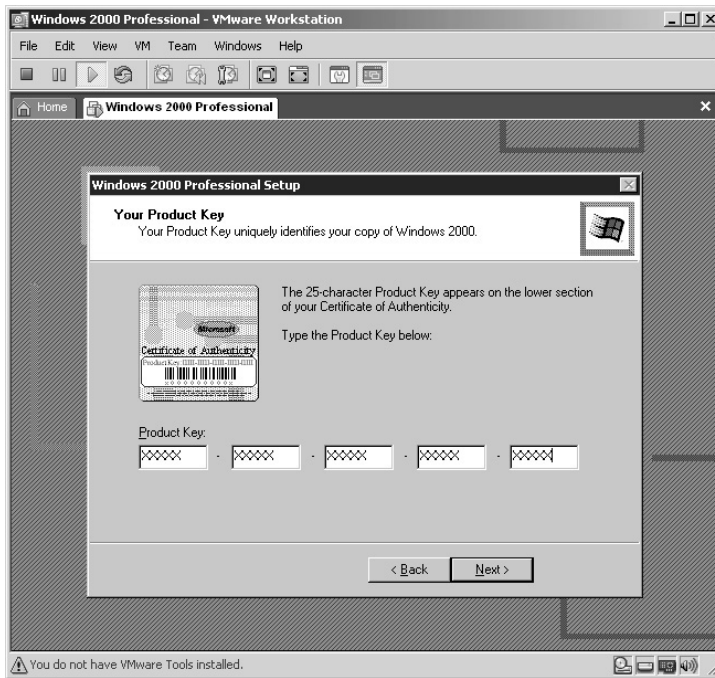 Windows 2000 Professional - VMware Workstation
File Edit View VM Team Windows Help
Home Windows 2000 Professional
Windows 2000 Professional Setup
Your Product Key
Your Product Key uniquely identifies your copy of Windows 2000.
The 25-character Product Key appears on the lower section
of your Certificate of Authenticity.
Type the Product Key below:
Microsoft
Certificate of Authenticity
Product Key:
Product Key:
XXXXX - XXXXX - XXXXX - XXXXX - XXXXX
< Back Next >
You do not have VMware Tools installed.